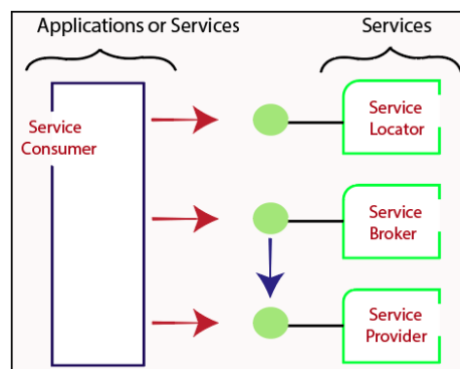 Applications or Services
Services
Service
Consumer
Service
Locator
Service
Broker
Service
Provider